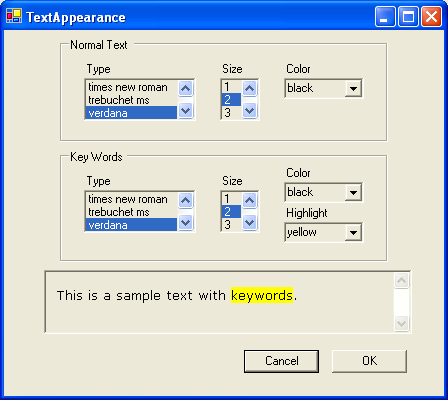 TextAppearance
Normal Text
Type Size Color
times new roman 1 black
trebuchet ms 2
verdana 3
Key Words
Type Size Color
times new roman 1 black
trebuchet ms 2 Highlight
verdana 3 yellow
This is a sample text with keywords.
Cancel OK